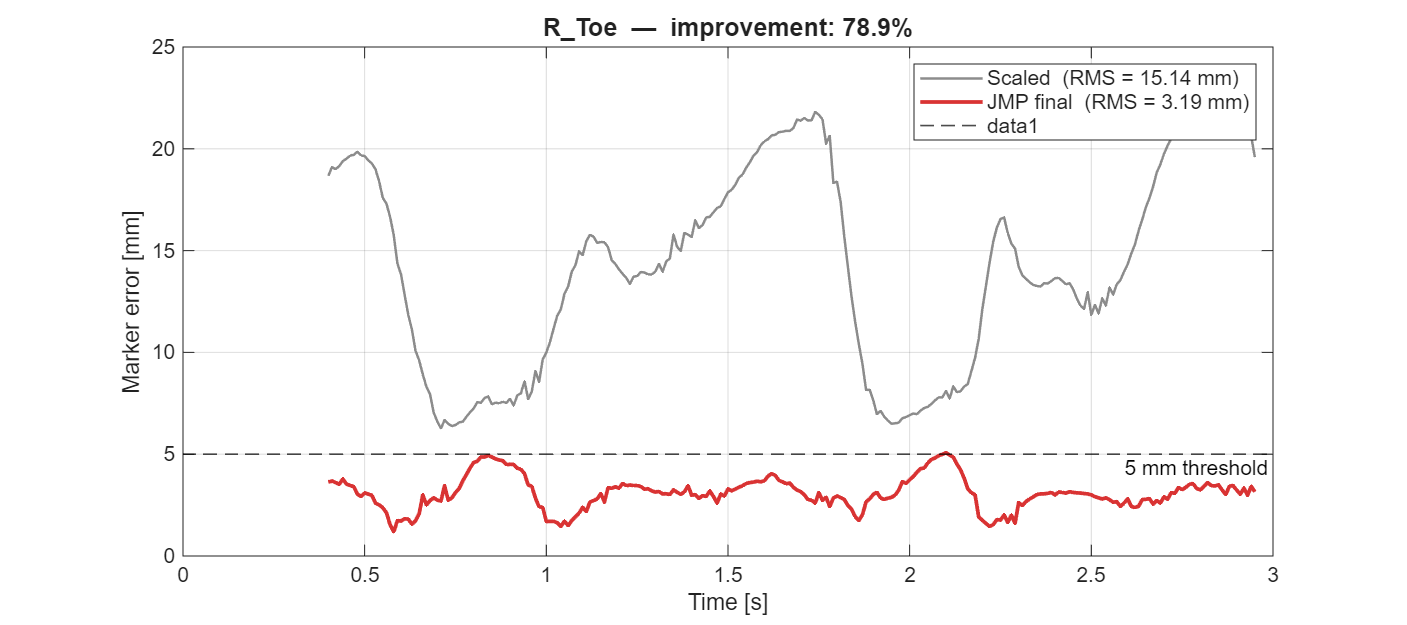 R_Toe — improvement: 78.9%
25
20
15
10
5
0
Marker error [mm]
Scaled (RMS = 15.14 mm)
JMP final (RMS = 3.19 mm)
data1
5 mm threshold
0 0.5 1 1.5 2 2.5 3
Time [s]